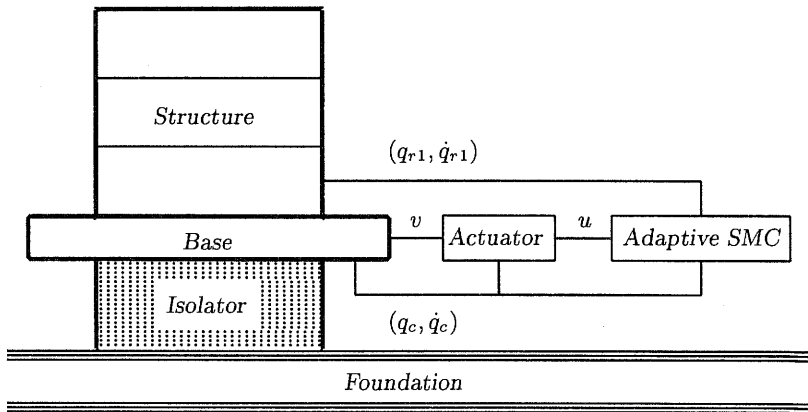 Structure
(q_{r1}, q̇_{r1})
v
u
Base
Actuator
Adaptive SMC
Isolator
(q_c, q̇_c)
Foundation